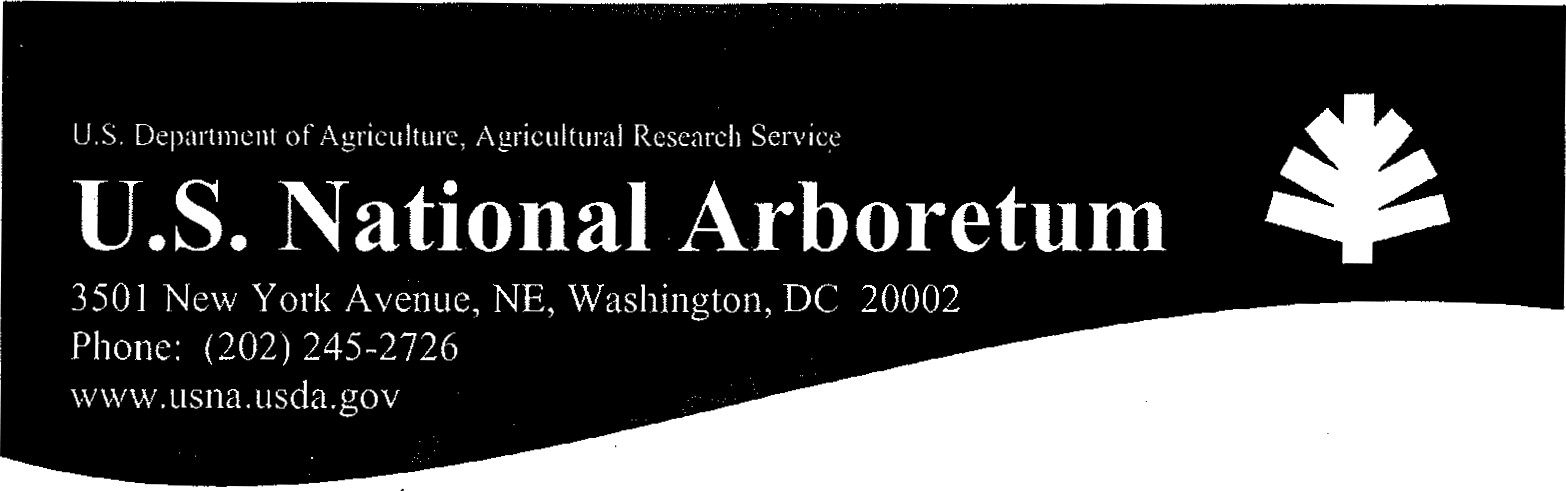 U.S. Department of Agriculture, Agricultural Research Service
U.S. National Arboretum
3501 New York Avenue, NE, Washington, DC 20002
Phone: (202) 245-2726
www.usna.usda.gov